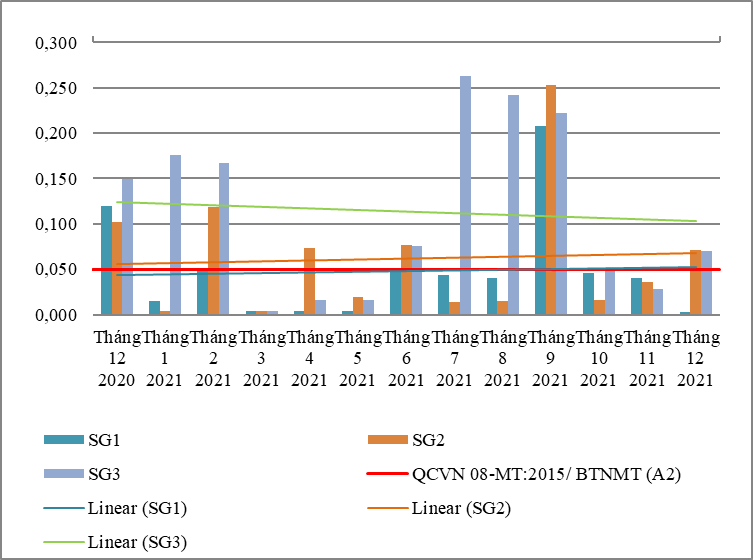 0,300
0,250
0,200
0,150
0,100
0,050
0,000
Tháng Tháng Tháng Tháng Tháng Tháng Tháng Tháng Tháng Tháng Tháng Tháng Tháng
12 1 2 3 4 5 6 7 8 9 10 11 12
2020 2021 2021 2021 2021 2021 2021 2021 2021 2021 2021 2021 2021
SG1 SG2
SG3 QCVN 08-MT:2015/ BTNMT (A2)
Linear (SG1) Linear (SG2)
Linear (SG3)